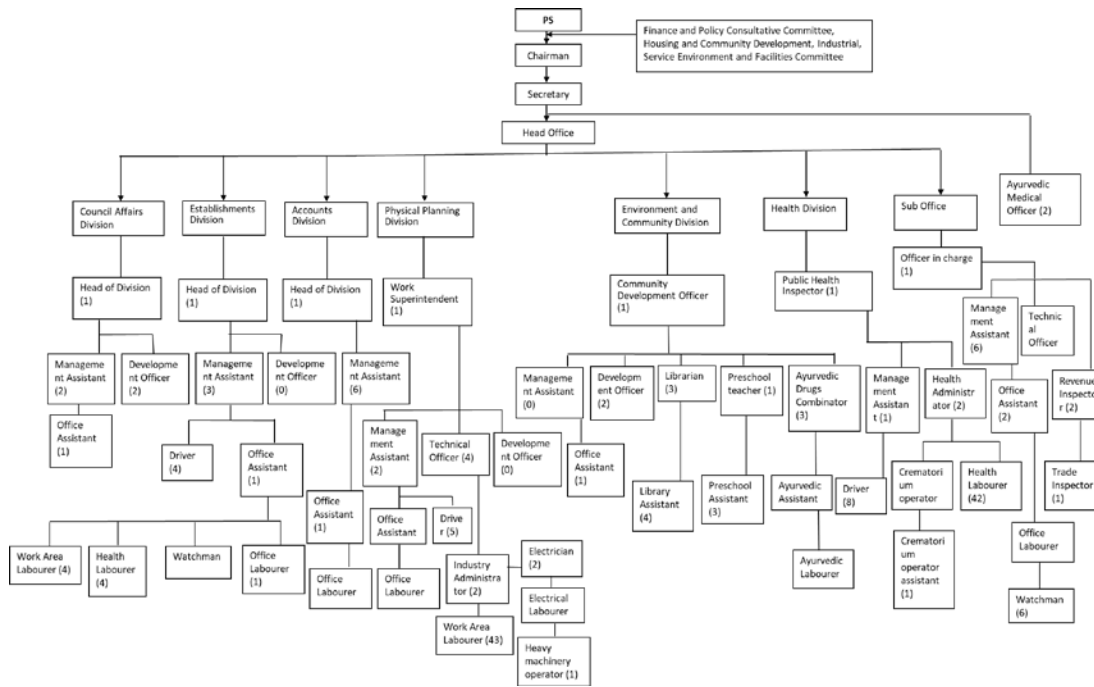 PS
Finance and Policy Consultative Committee,
Housing and Community Development, Industrial,
Service Environment and Facilities Committee
Chairman
Secretary
Head Office
Ayurvedic
Medical
Officer (2)
Council Affairs
Division
Establishments
Division
Accounts
Division
Physical Planning
Division
Environment and
Community Division
Health Division
Sub Office
Head of Division
(1)
Head of Division
(1)
Head of Division
(1)
Work
Superintendent
(1)
Community
Development Officer
(1)
Public Health
Inspector (1)
Officer in charge
(1)
Manageme
nt Assistant
(2)
Developme
nt Officer
(2)
Manageme
nt Assistant
(3)
Developme
nt Officer
(0)
Manageme
nt Assistant
(6)
Manageme
nt
Assistant(0)
Developm
ent Officer
(2)
Librarian
(3)
Preschool
teacher (1)
Ayurvedic
Drugs
Combinator
(3)
Manage
ment
Assistan
t (1)
Health
Administr
ator (2)
Manage
ment
Assistant
(6)
Technic
al
Officer
Office
Assistant
(2)
Revenue
Inspecto
r (2)
Office
Assistant
(1)
Driver
(4)
Office
Assistant
(1)
Manage
ment
Assistant
(2)
Technical
Officer (4)
Developme
nt Officer
(0)
Office
Assistant
(1)
Library
Assistant
(4)
Preschool
Assistant
(3)
Ayurvedic
Assistant
Driver
(8)
Crematori
um
operator
Health
Labourer
(42)
Trade
Inspector
(1)
Office
Assistant
(1)
Office
Assistant
Drive
r (5)
Work Area
Labourer (4)
Health
Labourer
(4)
Watchman
Office
Labourer
(1)
Office
Labourer
Office
Labourer
Industry
Administra
tor
(2)
Electrician
(2)
Electrical
Labourer
Heavy
machinery
operator (1)
Work Area
Labourer (43)
Ayurvedic
Labourer
Crematori
um
operator
assistant
(1)
Office
Labourer
Watchman
(6)